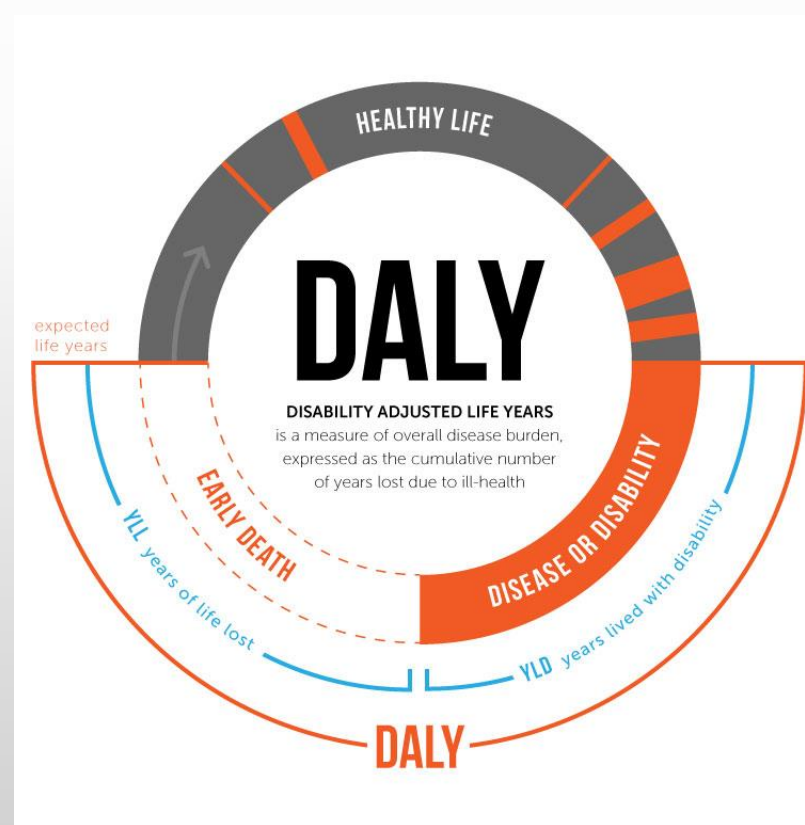 HEALTHY LIFE
expected
life years
DALY
DISABILITY ADJUSTED LIFE YEARS
is a measure of overall disease burden,
expressed as the cumulative number
of years lost due to ill-health
EARLY DEATH
DISEASE OR DISABILITY
YLL years of life lost
YLD years lived with disability
DALY